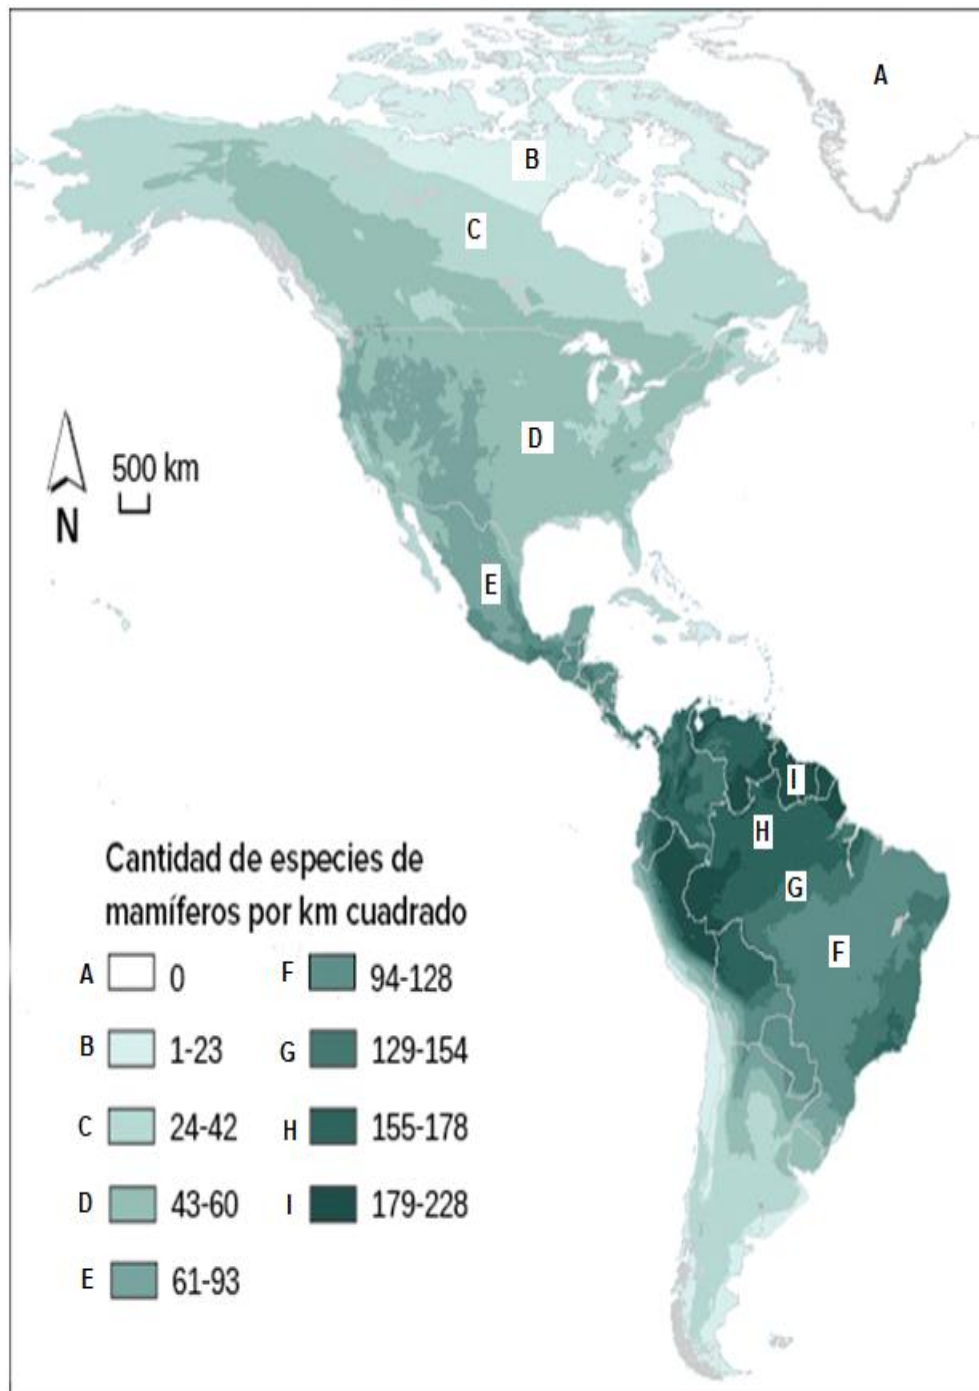 A
B
C
D
500 km
N
E
I
H
G
F
Cantidad de especies de
mamíferos por km cuadrado
A 0
B 1-23
C 24-42
D 43-60
E 61-93
F 94-128
G 129-154
H 155-178
I 179-228